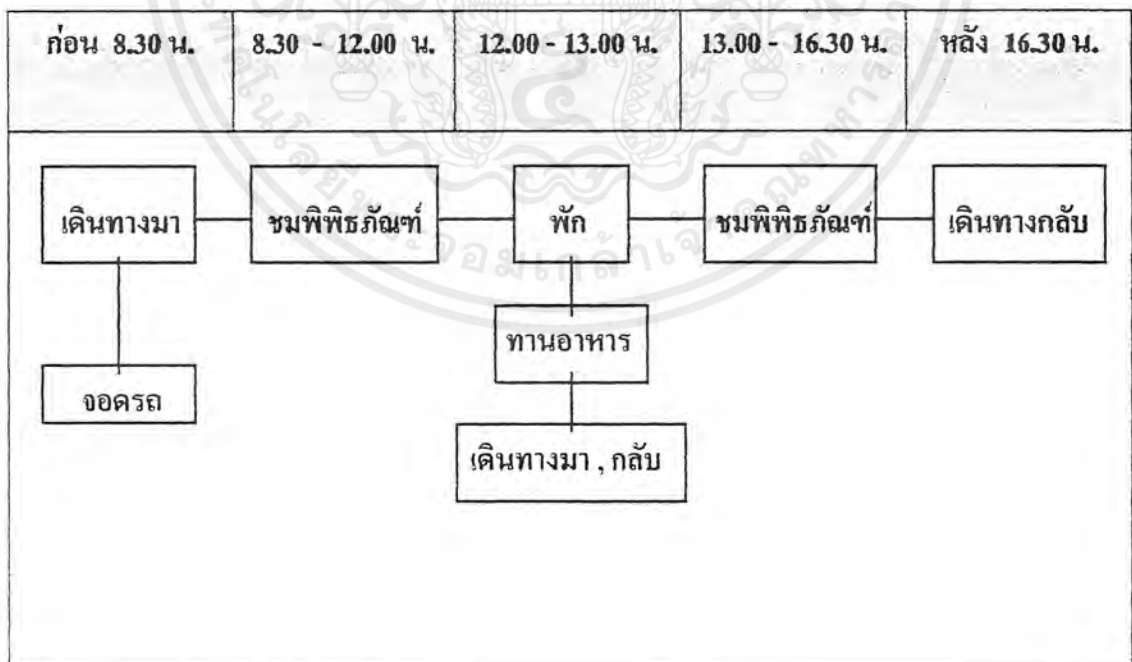 ก่อน 8.30 น. 8.30 - 12.00 น. 12.00 - 13.00 น. 13.00 - 16.30 น. หลัง 16.30 น.
เดินทางมา ชมพิพิธภัณฑ์ พัก ชมพิพิธภัณฑ์ เดินทางกลับ
ทานอาหาร
จอดรถ
เดินทางมา , กลับ